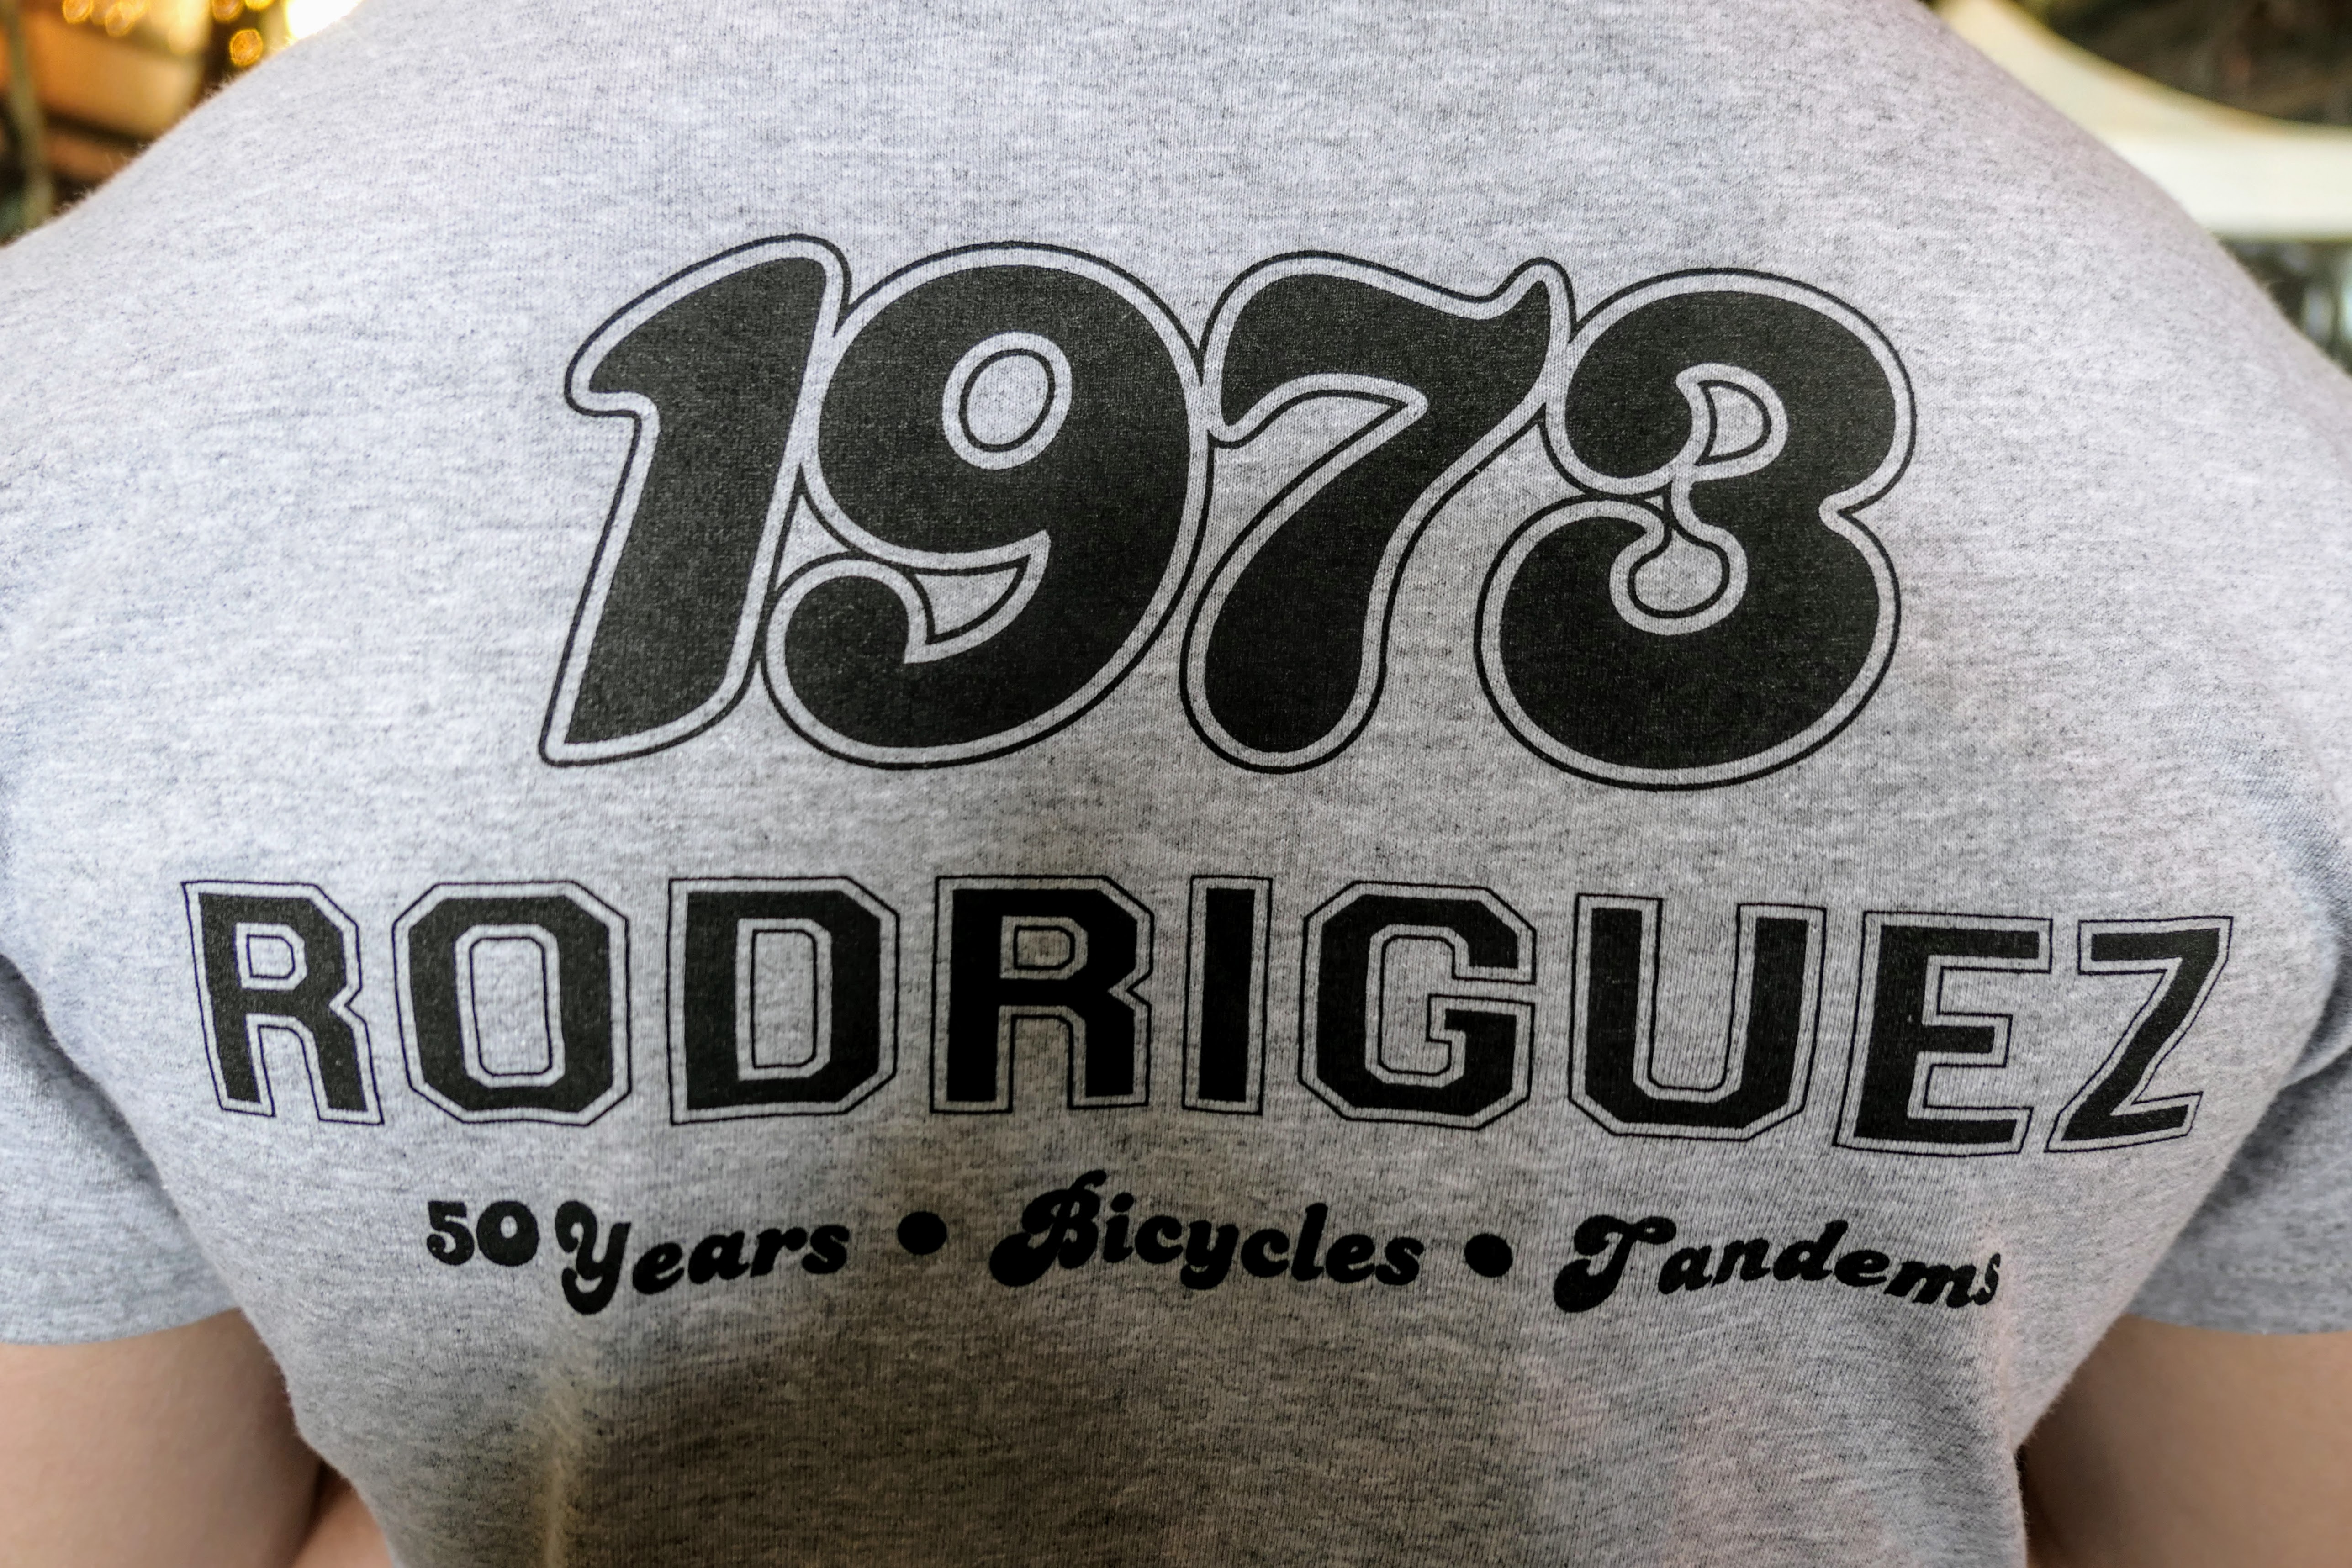 1973
RODRIGUEZ
50 Years • Bicycles • Tandems